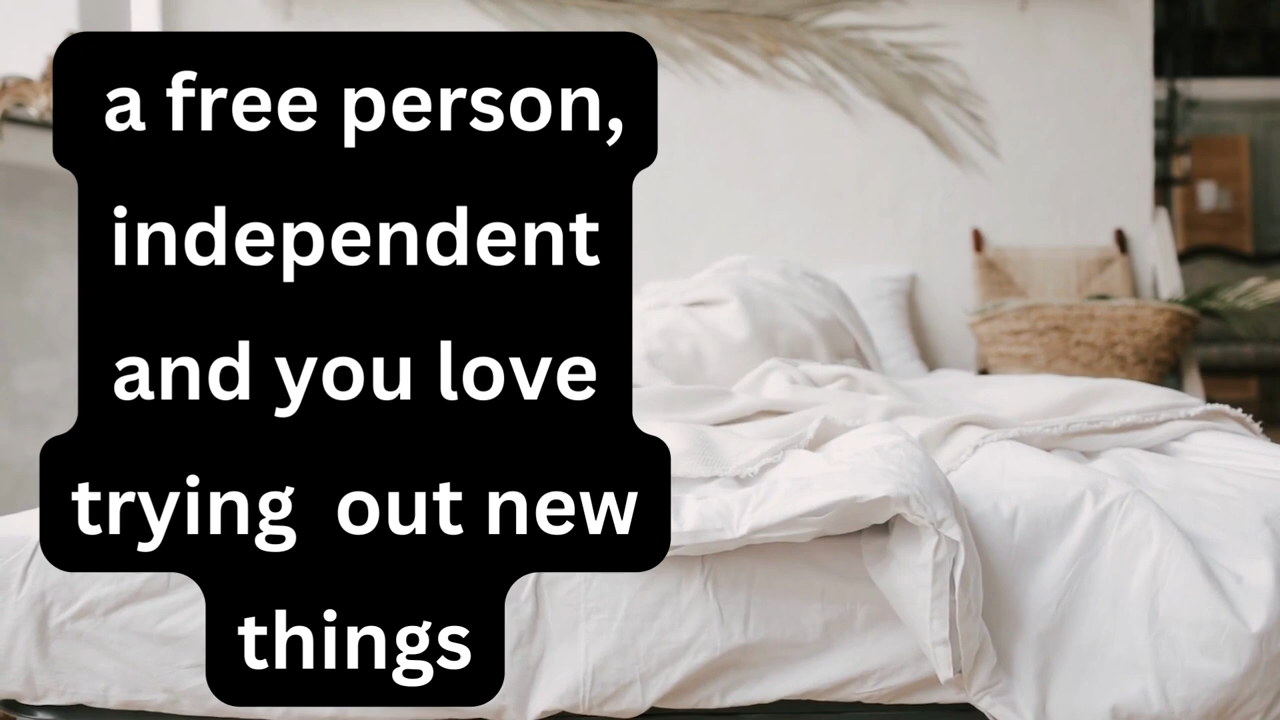 a free person,
independent
and you love
trying  out new
things